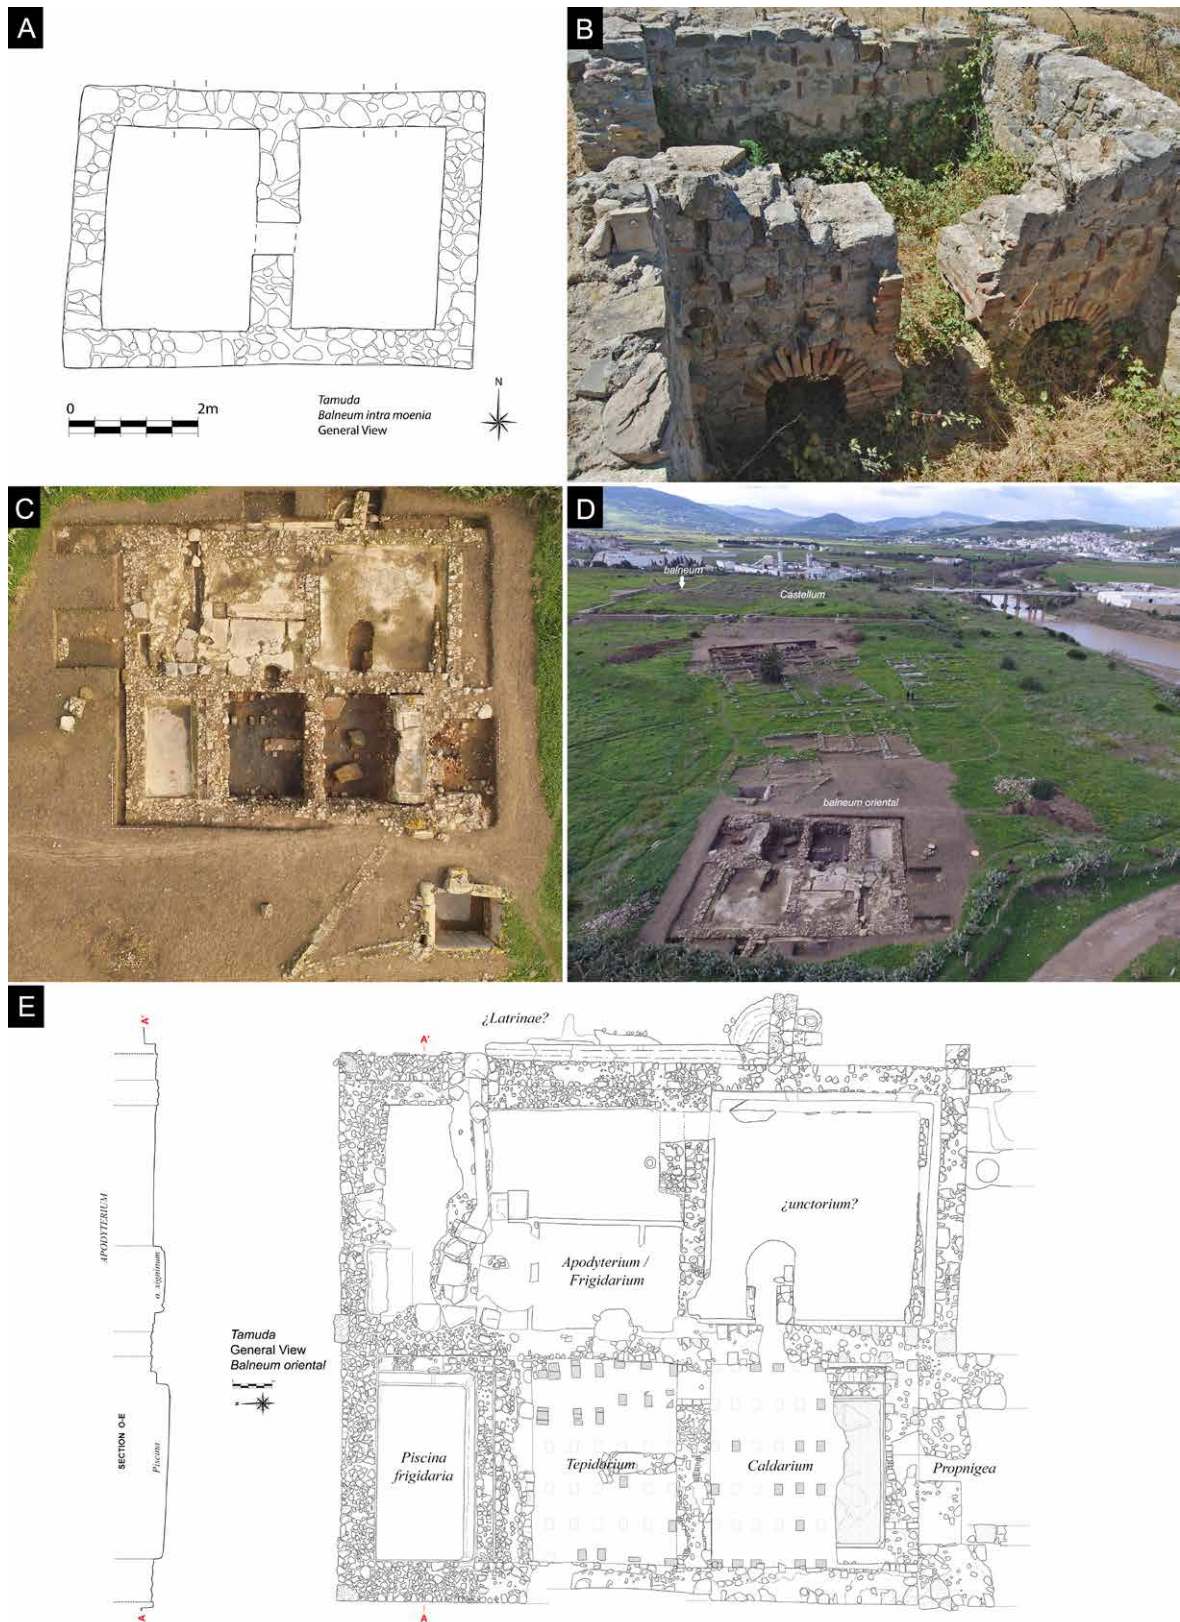 A
0
2m
Tamuda
Balneum intra moenia
General View
N
B
C
D
balneum
Castellum
balneum oriental
E
A'
A'
¿Latrinae?
APODYTERIUM
o. signinum
SECTION O-E
Piscina
Tamuda
General View
Balneum oriental
Apodyterium /
Frigidarium
¿unctorium?
Piscina
frigidaria
Tepidarium
Caldarium
Propnigea
A
A